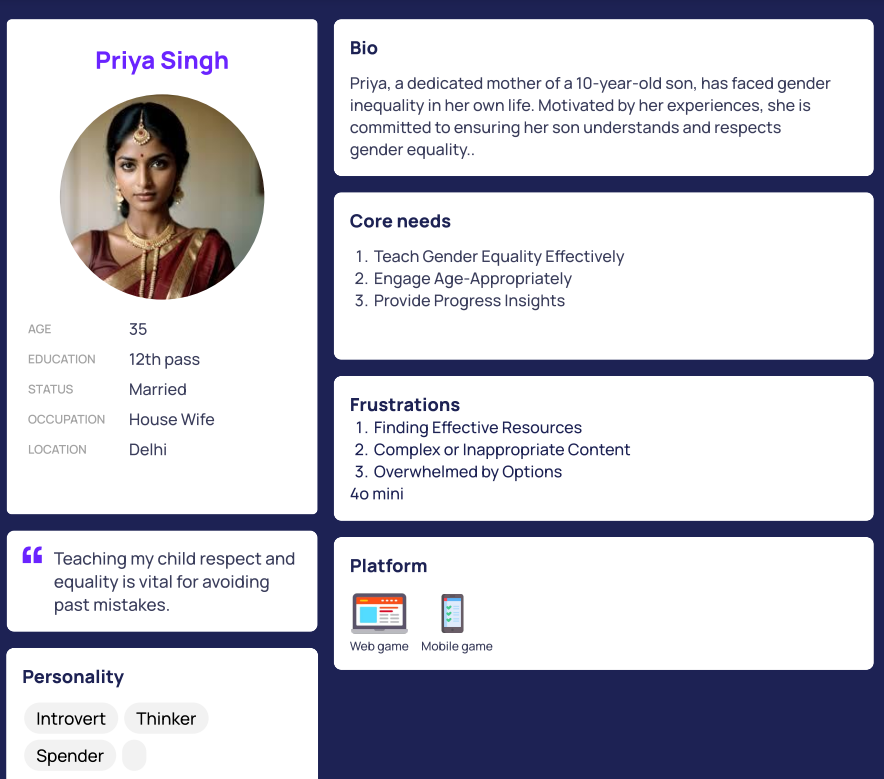 Priya Singh
AGE 35
EDUCATION 12th pass
STATUS Married
OCCUPATION House Wife
LOCATION Delhi
Teaching my child respect and
equality is vital for avoiding
past mistakes.
Personality
Introvert Thinker
Spender
Bio
Priya, a dedicated mother of a 10-year-old son, has faced gender
inequality in her own life. Motivated by her experiences, she is
committed to ensuring her son understands and respects
gender equality..
Core needs
1. Teach Gender Equality Effectively
2. Engage Age-Appropriately
3. Provide Progress Insights
Frustrations
1. Finding Effective Resources
2. Complex or Inappropriate Content
3. Overwhelmed by Options
4o mini
Platform
Web game Mobile game